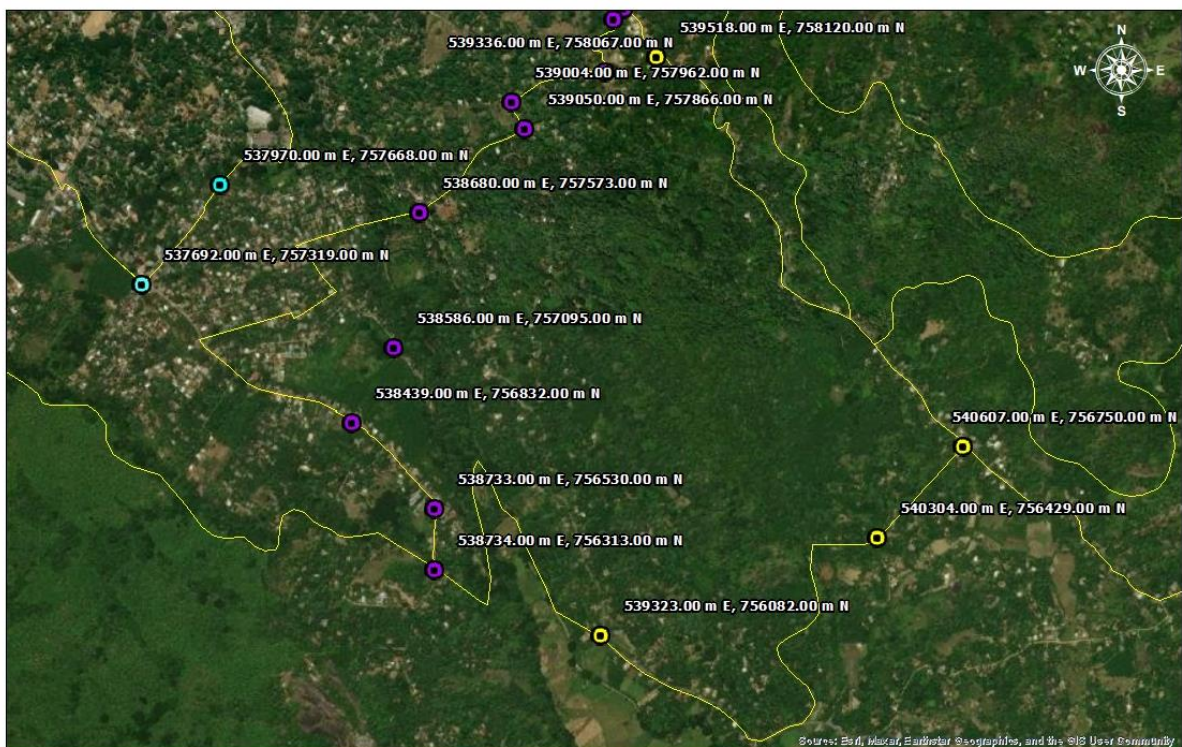 539518.00 m E, 758120.00 m N
539336.00 m E, 758067.00 m N
539004.00 m E, 757962.00 m N
539050.00 m E, 757866.00 m N
N
W E
S
537970.00 m E, 757668.00 m N
538680.00 m E, 757573.00 m N
537692.00 m E, 757319.00 m N
538586.00 m E, 757095.00 m N
538439.00 m E, 756832.00 m N
540607.00 m E, 756750.00 m N
538733.00 m E, 756530.00 m N
540304.00 m E, 756429.00 m N
538734.00 m E, 756313.00 m N
539323.00 m E, 756082.00 m N
Source: Esri, Maxar, Earthstar Geographics, and the GIS User Community